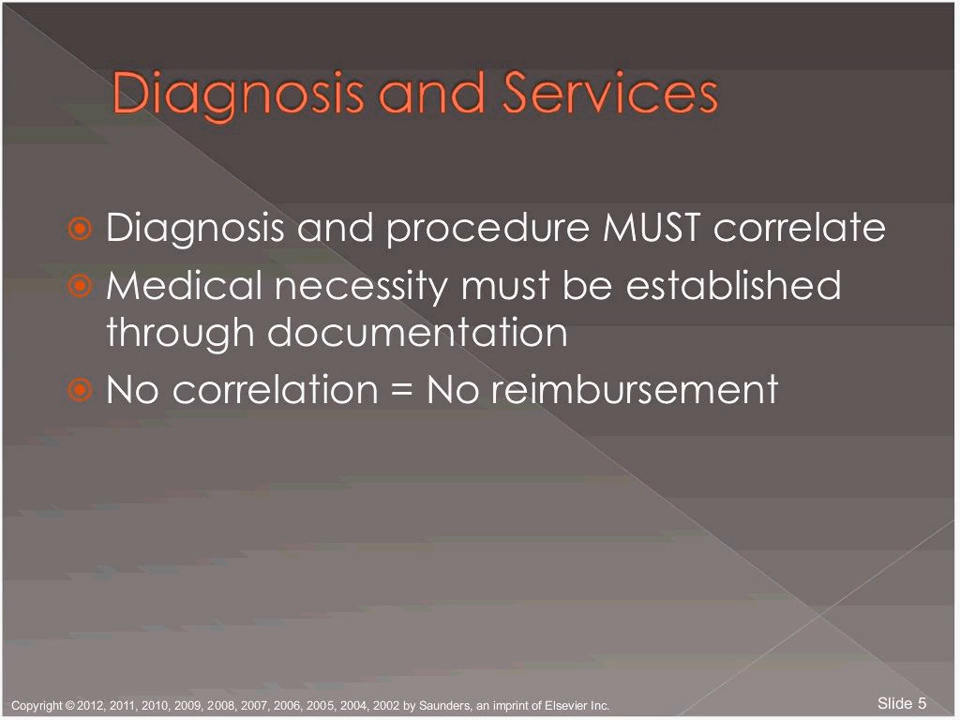 Diagnosis and Services
Diagnosis and procedure MUST correlate
Medical necessity must be established
through documentation
No correlation = No reimbursement
Copyright © 2012, 2011, 2010, 2009, 2008, 2007, 2006, 2005, 2004, 2002 by Saunders, an imprint of Elsevier Inc.
Slide 5